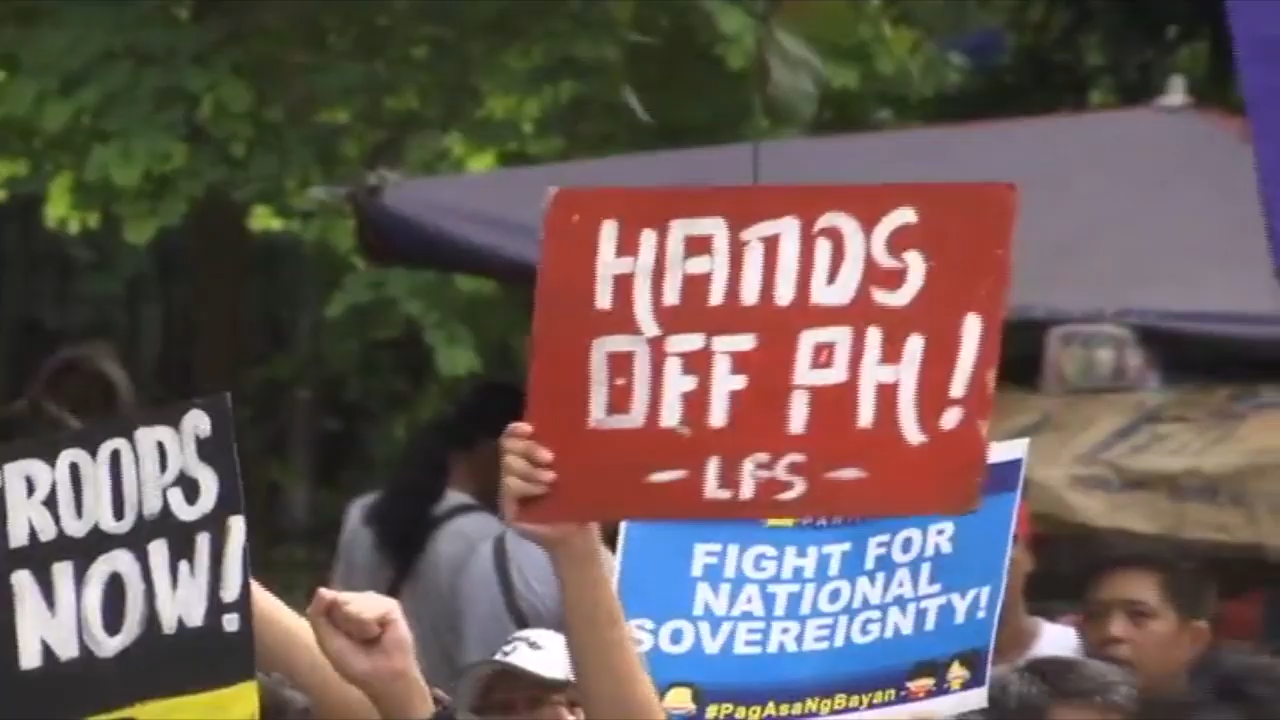 HANDS
OFF PH!
-LFS-
ROOPS
NOW!
FIGHT FOR
NATIONAL
SOVEREIGNTY!
#PagAsaNgBayan